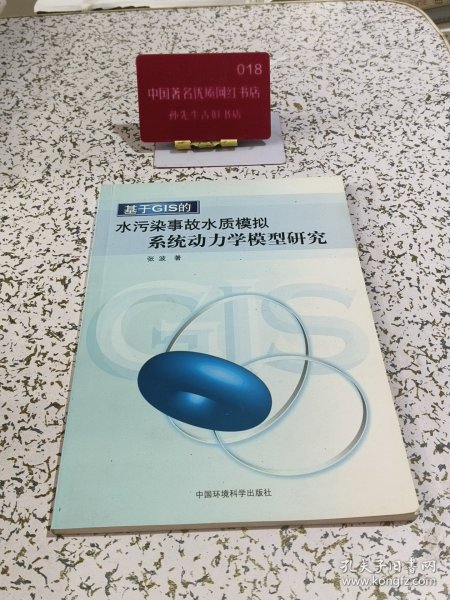 018
中国著名优质网红书店
孙先生古旧书店
基于GIS的
水污染事故水质模拟
系统动力学模型研究
张波 著
GIS
中国环境科学出版社
孔夫子旧书网
www.kongfz.com